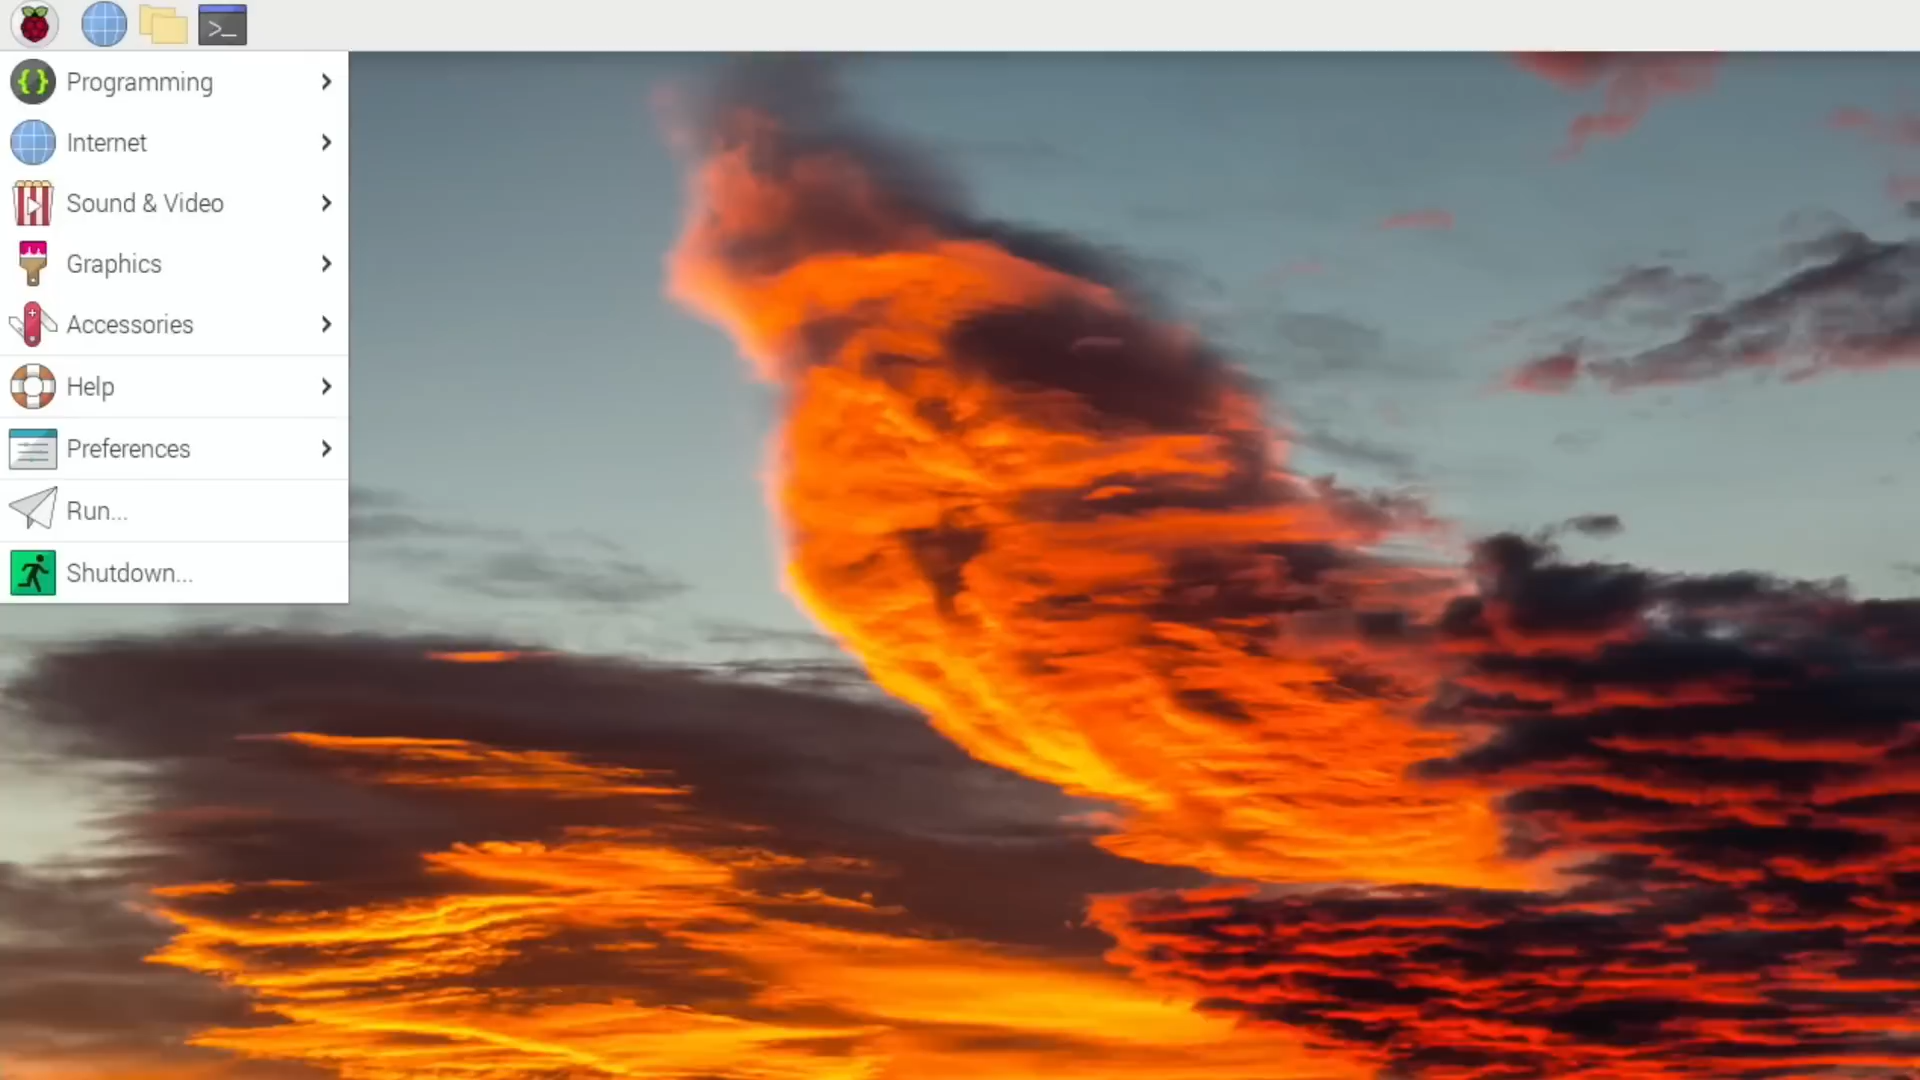 >_
Programming
Internet
Sound & Video
Graphics
Accessories
Help
Preferences
Run...
Shutdown...